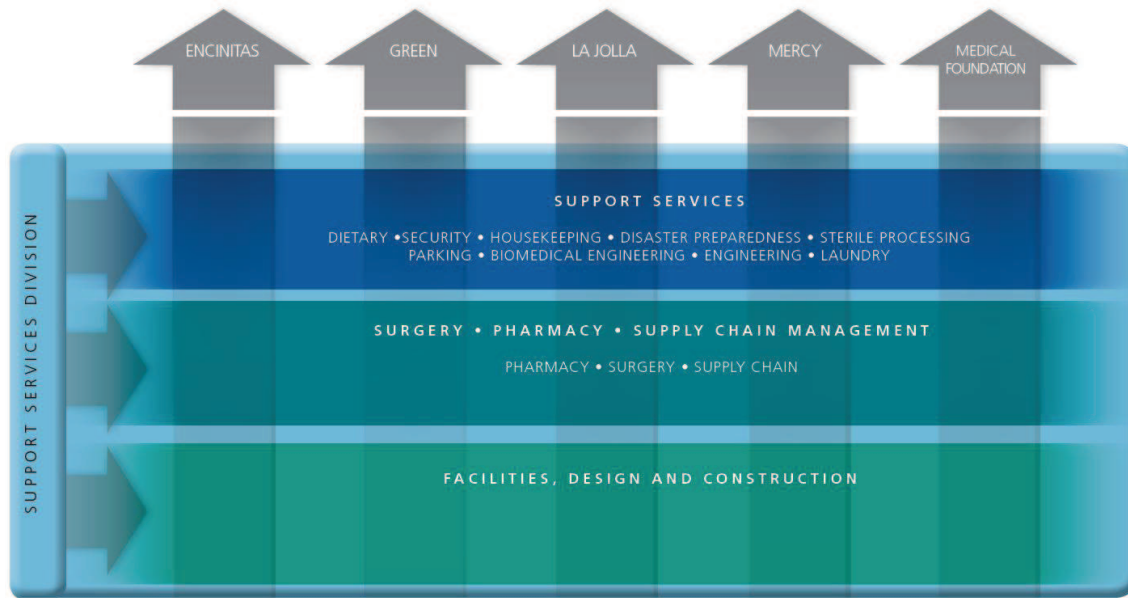 ENCINITAS
GREEN
LA JOLLA
MERCY
MEDICAL
FOUNDATION
SUPPORT SERVICES DIVISION
SUPPORT SERVICES
DIETARY •SECURITY • HOUSEKEEPING • DISASTER PREPAREDNESS • STERILE PROCESSING
PARKING • BIOMEDICAL ENGINEERING • ENGINEERING • LAUNDRY
SURGERY • PHARMACY • SUPPLY CHAIN MANAGEMENT
PHARMACY • SURGERY • SUPPLY CHAIN
FACILITIES, DESIGN AND CONSTRUCTION